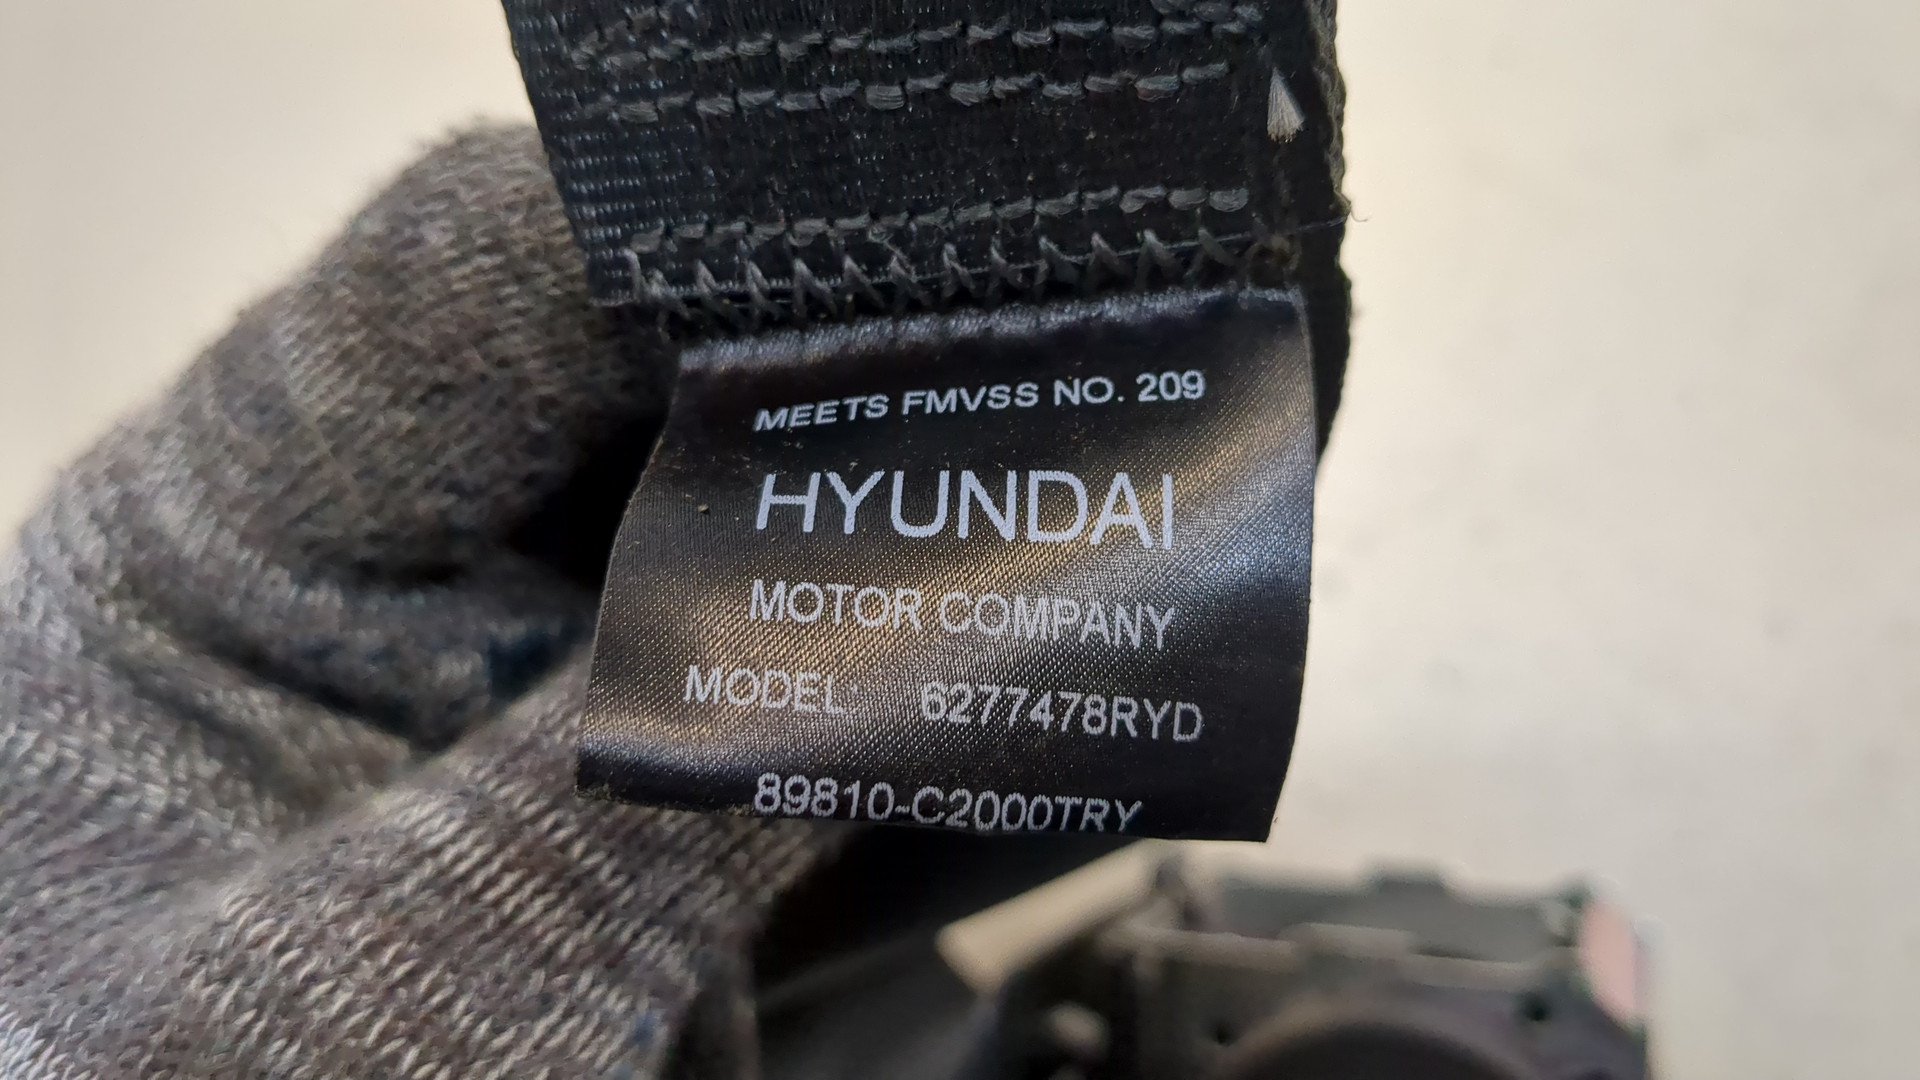 MEETS FMVSS NO. 209
HYUNDAI
MOTOR COMPANY
MODEL: 6277478RYD
89810-C2000TRY